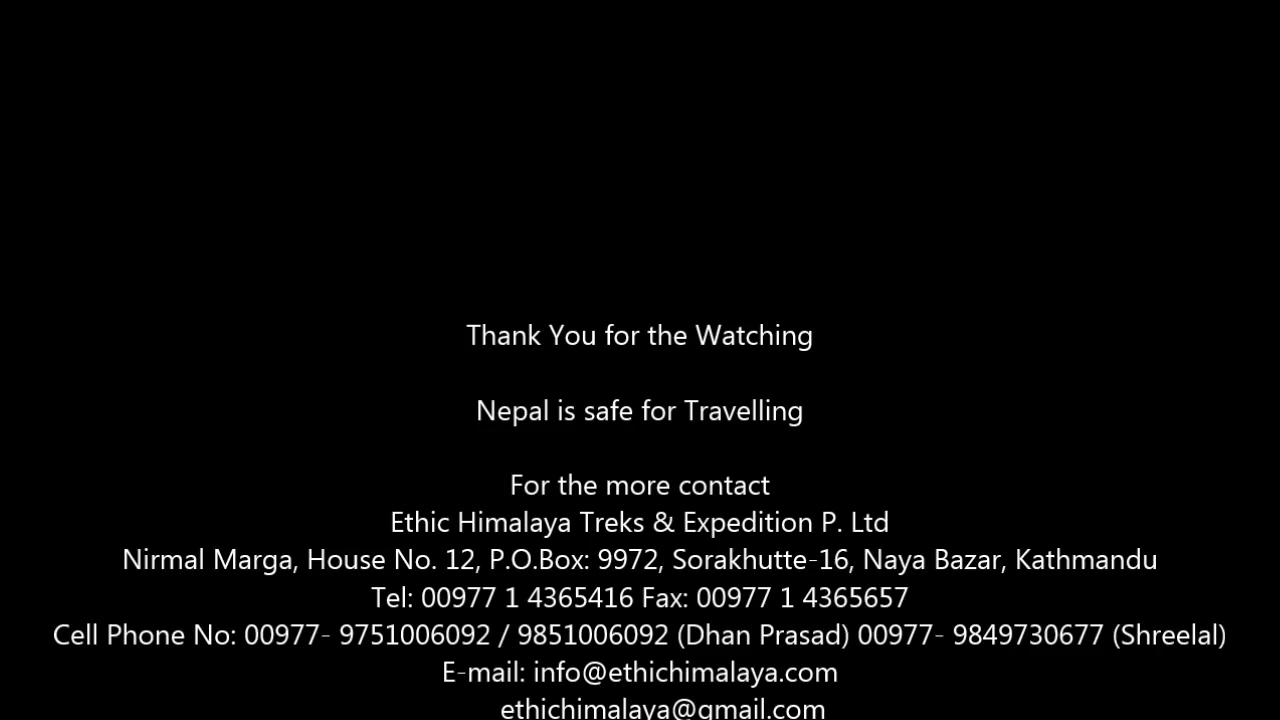 Thank You for the Watching
Nepal is safe for Travelling
For the more contact
Ethic Himalaya Treks & Expedition P. Ltd
Nirmal Marga, House No. 12, P.O.Box: 9972, Sorakhutte-16, Naya Bazar, Kathmandu
Tel: 00977 1 4365416 Fax: 00977 1 4365657
Cell Phone No: 00977- 9751006092 / 9851006092 (Dhan Prasad) 00977- 9849730677 (Shreelal)
E-mail: info@ethichimalaya.com
ethichimalaya@gmail.com